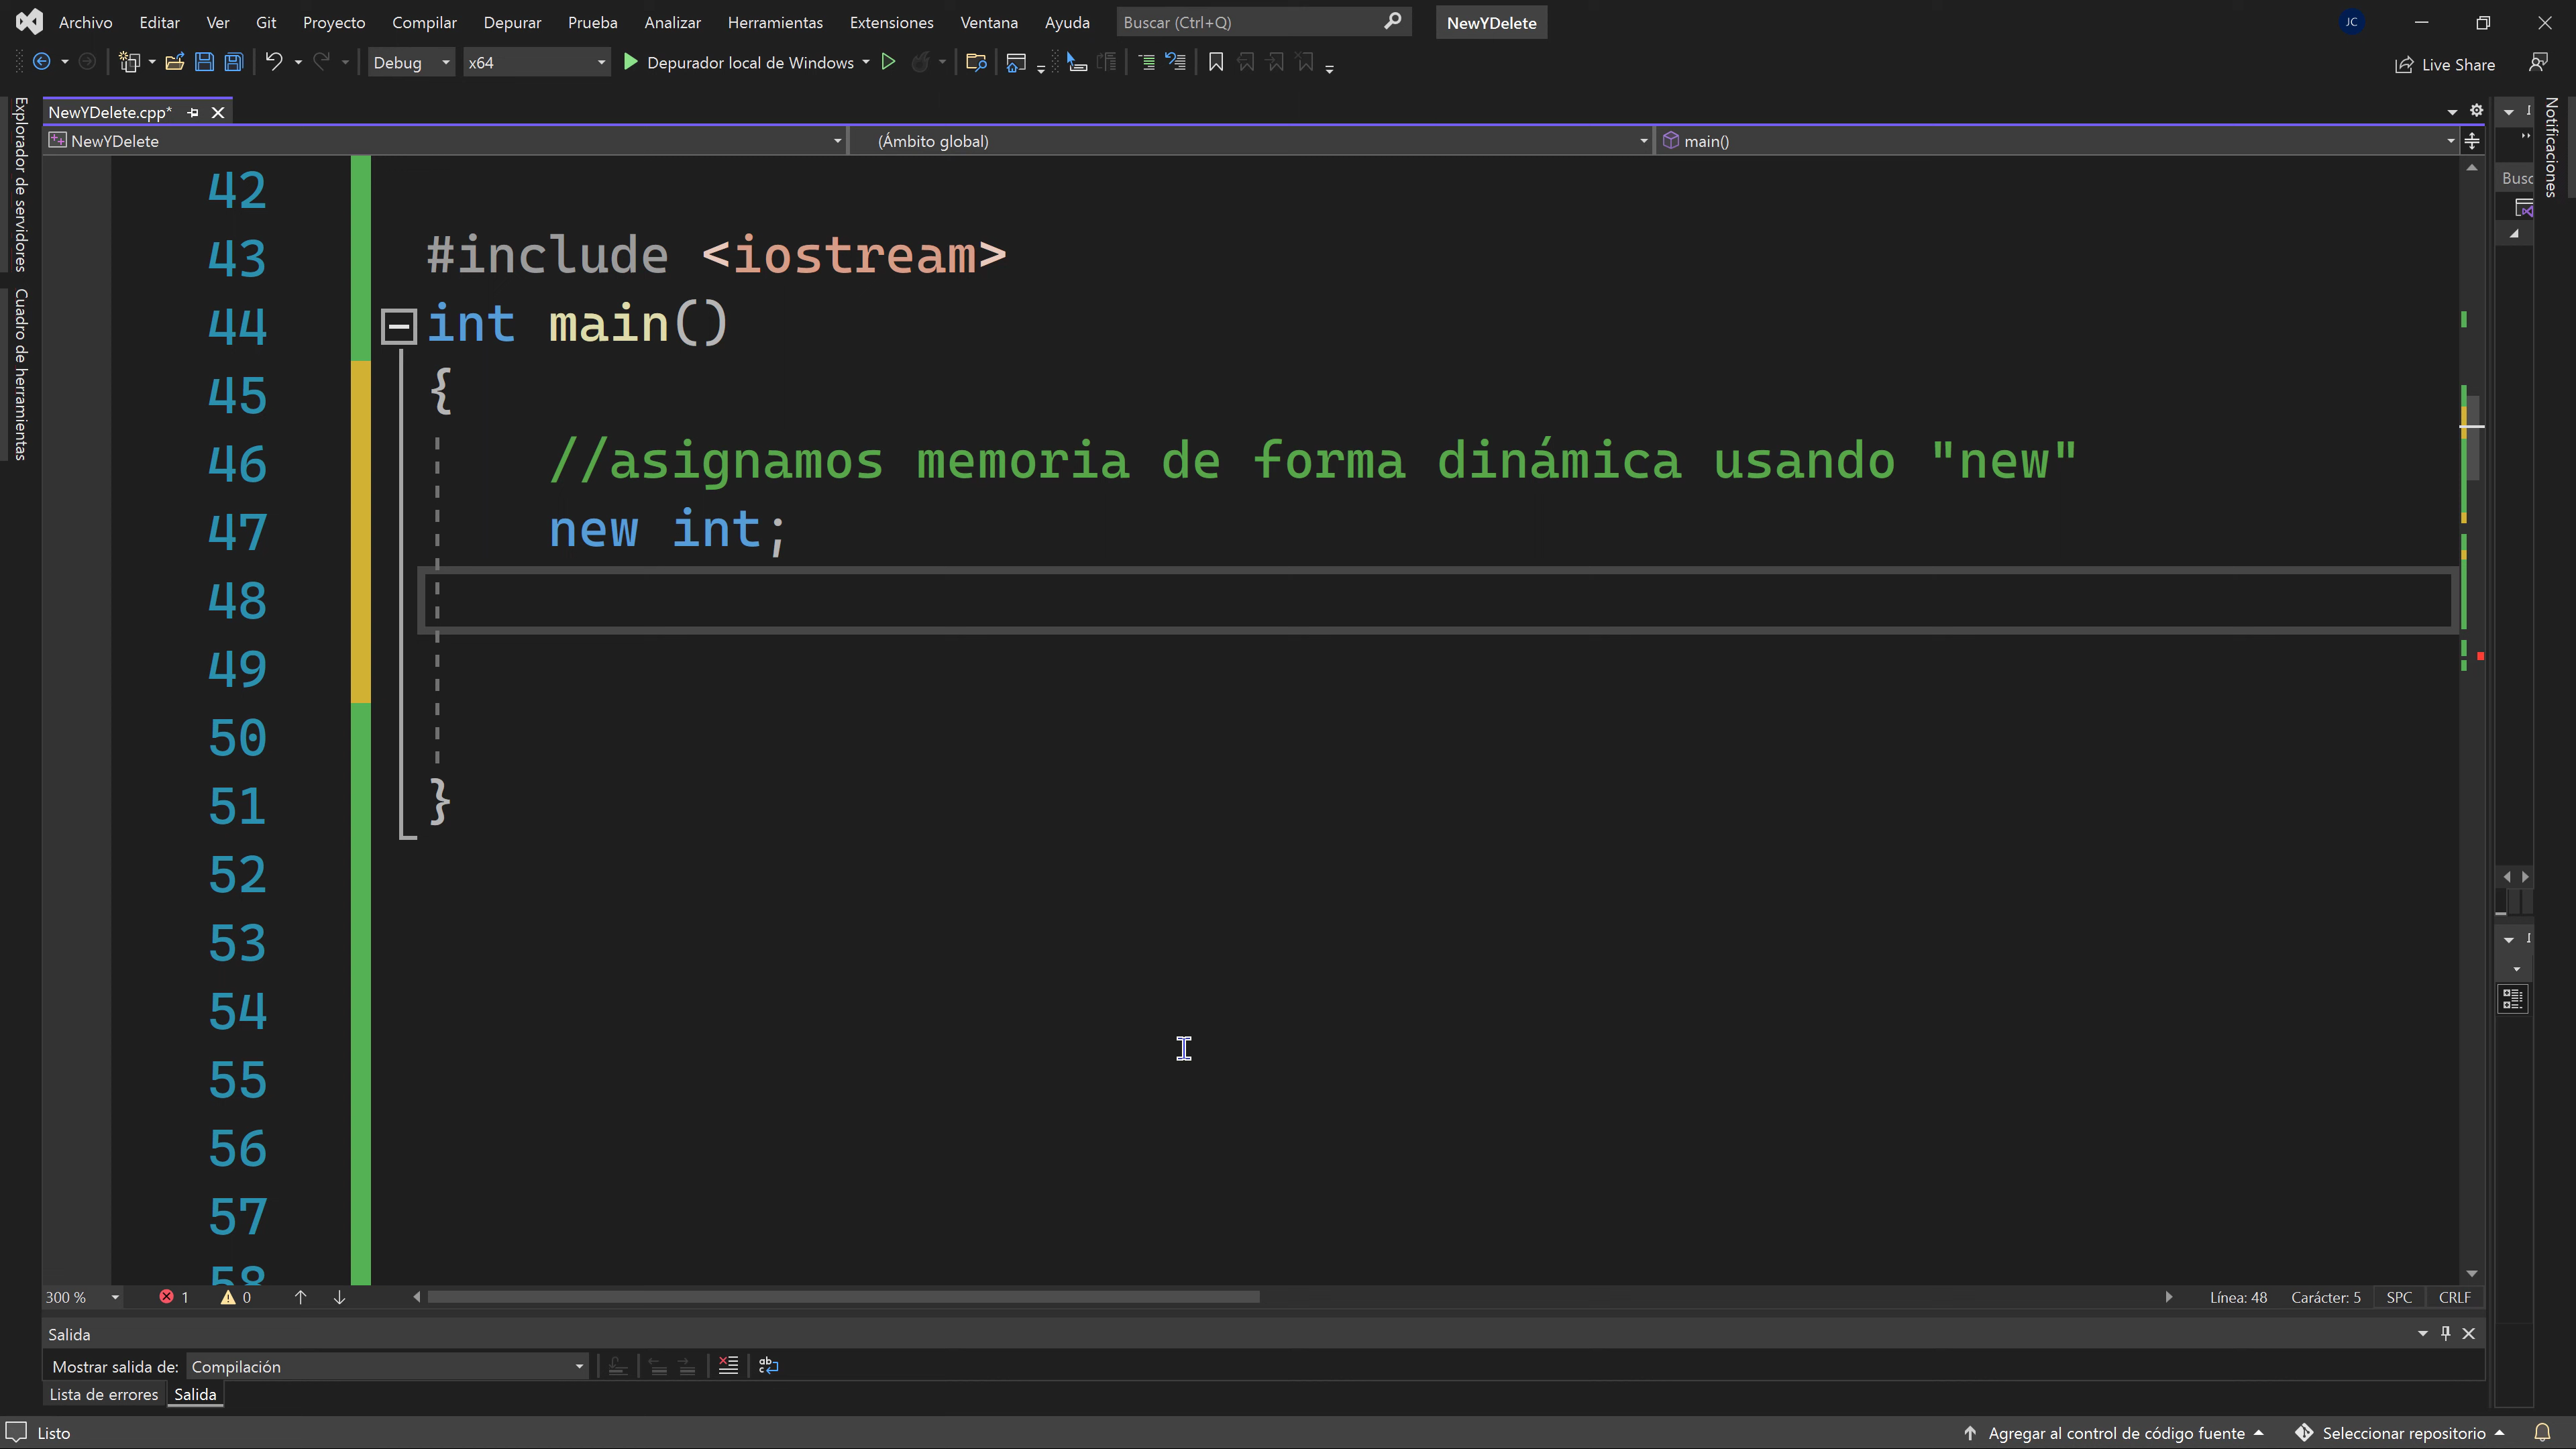 Archivo Editar Ver Git Proyecto Compilar Depurar Prueba Analizar Herramientas Extensiones Ventana Ayuda Buscar (Ctrl+Q) NewYDelete JC
Debug x64 Depurador local de Windows Live Share
NewYDelete.cpp*
NewYDelete (Ámbito global) main()
Explorador de servidores
Cuadro de herramientas
Notificaciones
Busc
42
43 #include <iostream>
44 int main()
45 {
46 //asignamos memoria de forma dinámica usando "new"
47 new int;
48
49
50
51 }
52
53
54
55
56
57
58
300 % 1 0 Línea: 48 Carácter: 5 SPC CRLF
Salida
Mostrar salida de: Compilación
Lista de errores Salida
Listo Agregar al control de código fuente Seleccionar repositorio